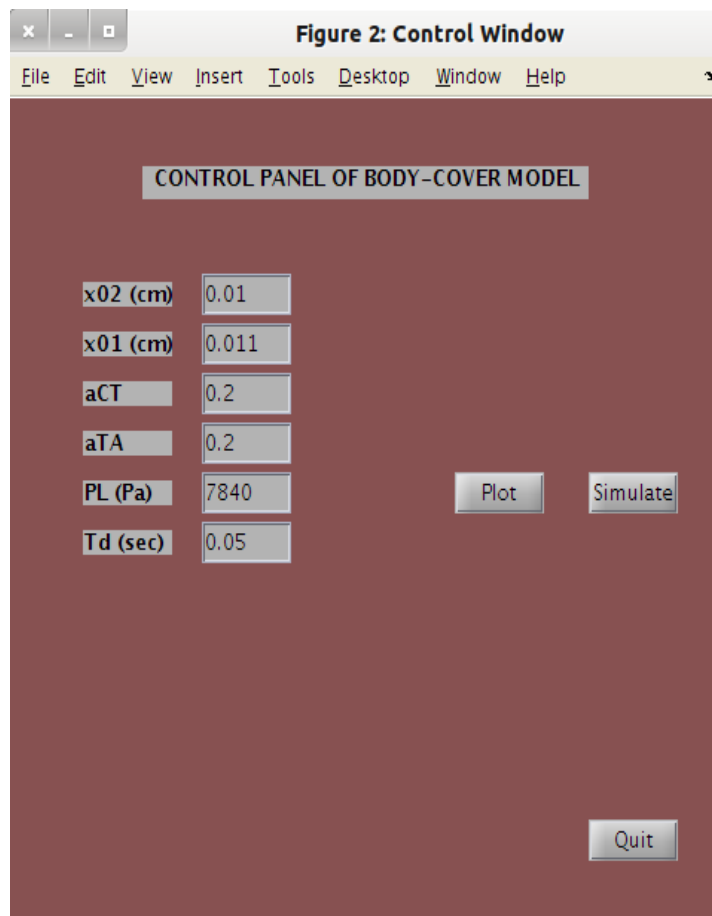 Figure 2: Control Window
File Edit View Insert Tools Desktop Window Help
CONTROL PANEL OF BODY-COVER MODEL
x02 (cm) 0.01
x01 (cm) 0.011
aCT 0.2
aTA 0.2
PL (Pa) 7840 Plot Simulate
Td (sec) 0.05
Quit